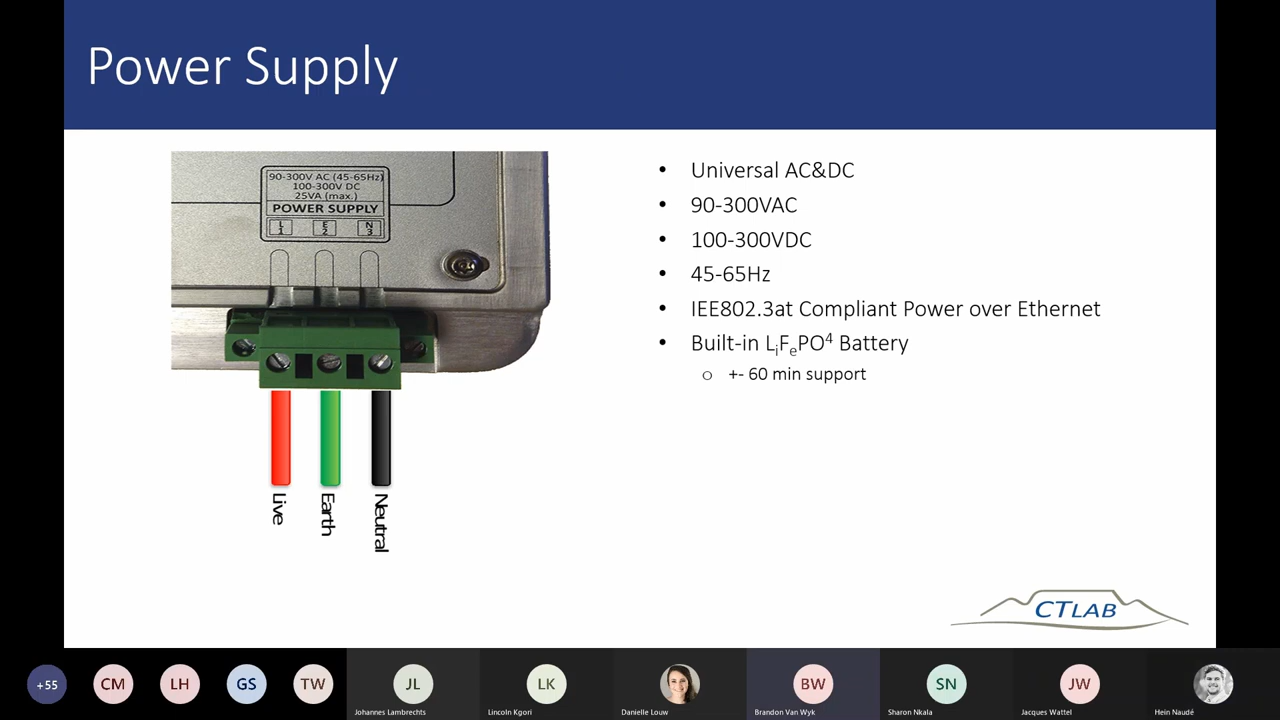 Power Supply
90-300V AC (45-65Hz)
100-300V DC
25VA (max.)
POWER SUPPLY
L E N
1 2 3
Live
Earth
Neutral
• Universal AC&DC
• 90-300VAC
• 100-300VDC
• 45-65Hz
• IEE802.3at Compliant Power over Ethernet
• Built-in LiFePO4 Battery
o +- 60 min support
CTLAB
+55
CM
LH
GS
TW
JL
Johannes Lambrechts
LK
Lincoln Kgori
Danielle Louw
BW
Brandon Van Wyk
SN
Sharon Nkala
JW
Jacques Wattel
Hein Naudé